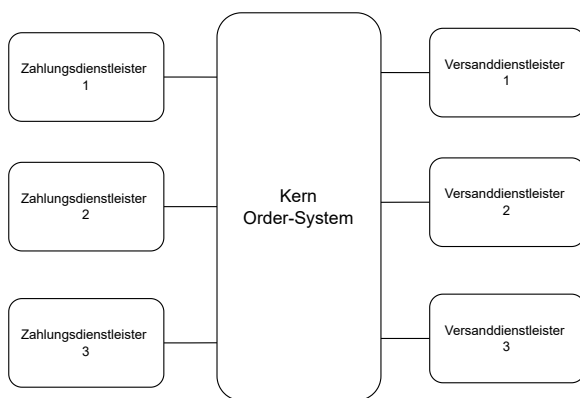 Zahlungsdienstleister
1
Zahlungsdienstleister
2
Zahlungsdienstleister
3
Kern
Order-System
Versanddienstleister
1
Versanddienstleister
2
Versanddienstleister
3